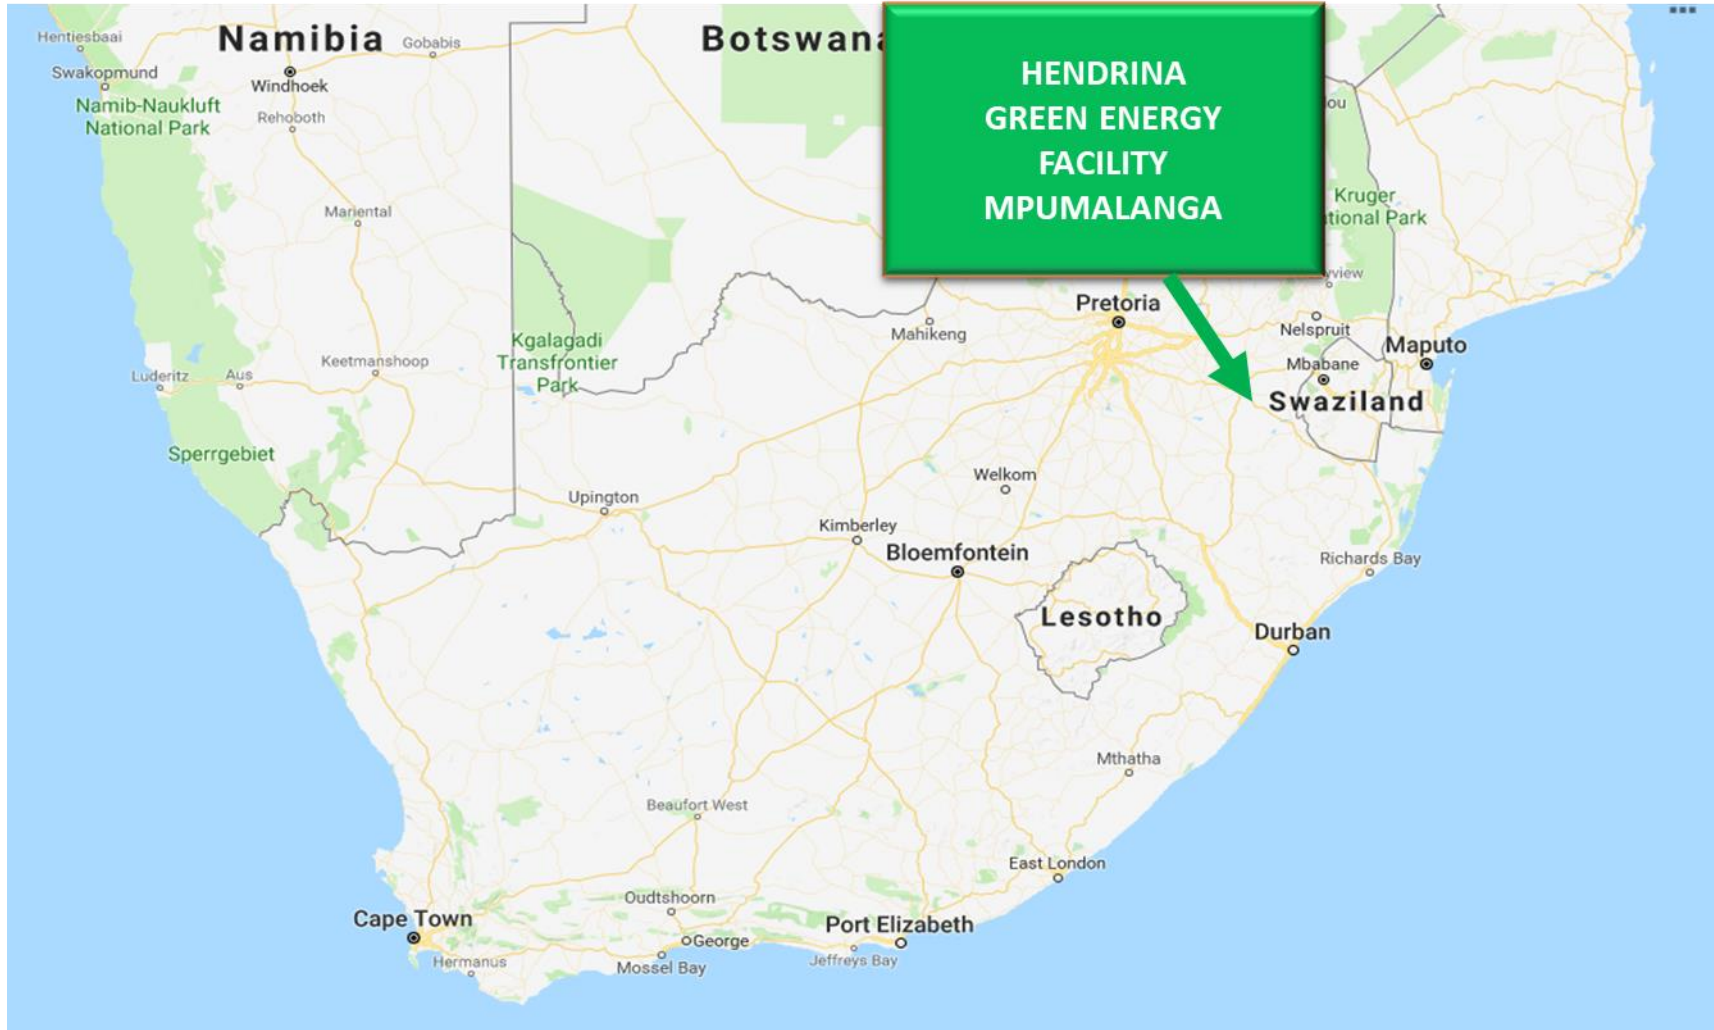 Hentiesbaai
Namibia
Gobabis
Swakopmund
Windhoek
Namib-Naukluft
National Park
Rehoboth
Mariental
Kgalagadi
Transfrontier
Park
Keetmanshoop
Luderitz
Aus
Sperrgebiet
HENDRINA
GREEN ENERGY
FACILITY
MPUMALANGA
Kruger
Pretoria
Mahikeng
Nelspruit
Maputo
Mbabane
Swaziland
Welkom
Upington
Kimberley
Bloemfontein
Richards Bay
Lesotho
Durban
Mthatha
Beaufort West
East London
Oudtshoorn
Cape Town
Port Elizabeth
George
Hermanus
Mossel Bay
Jeffreys Bay